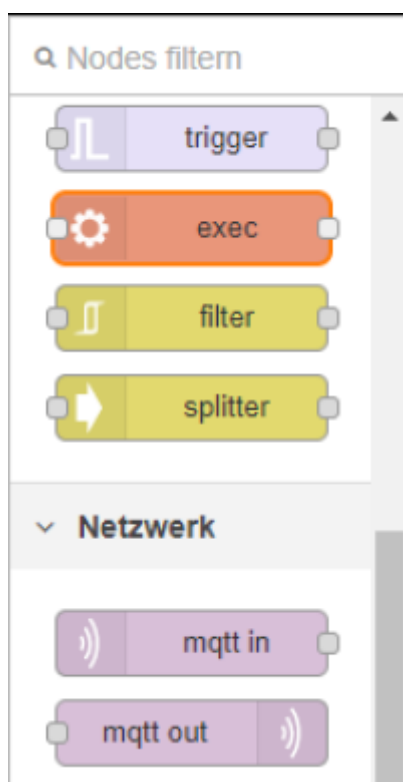 Nodes filtern
trigger
exec
filter
splitter
Netzwerk
mqtt in
mqtt out